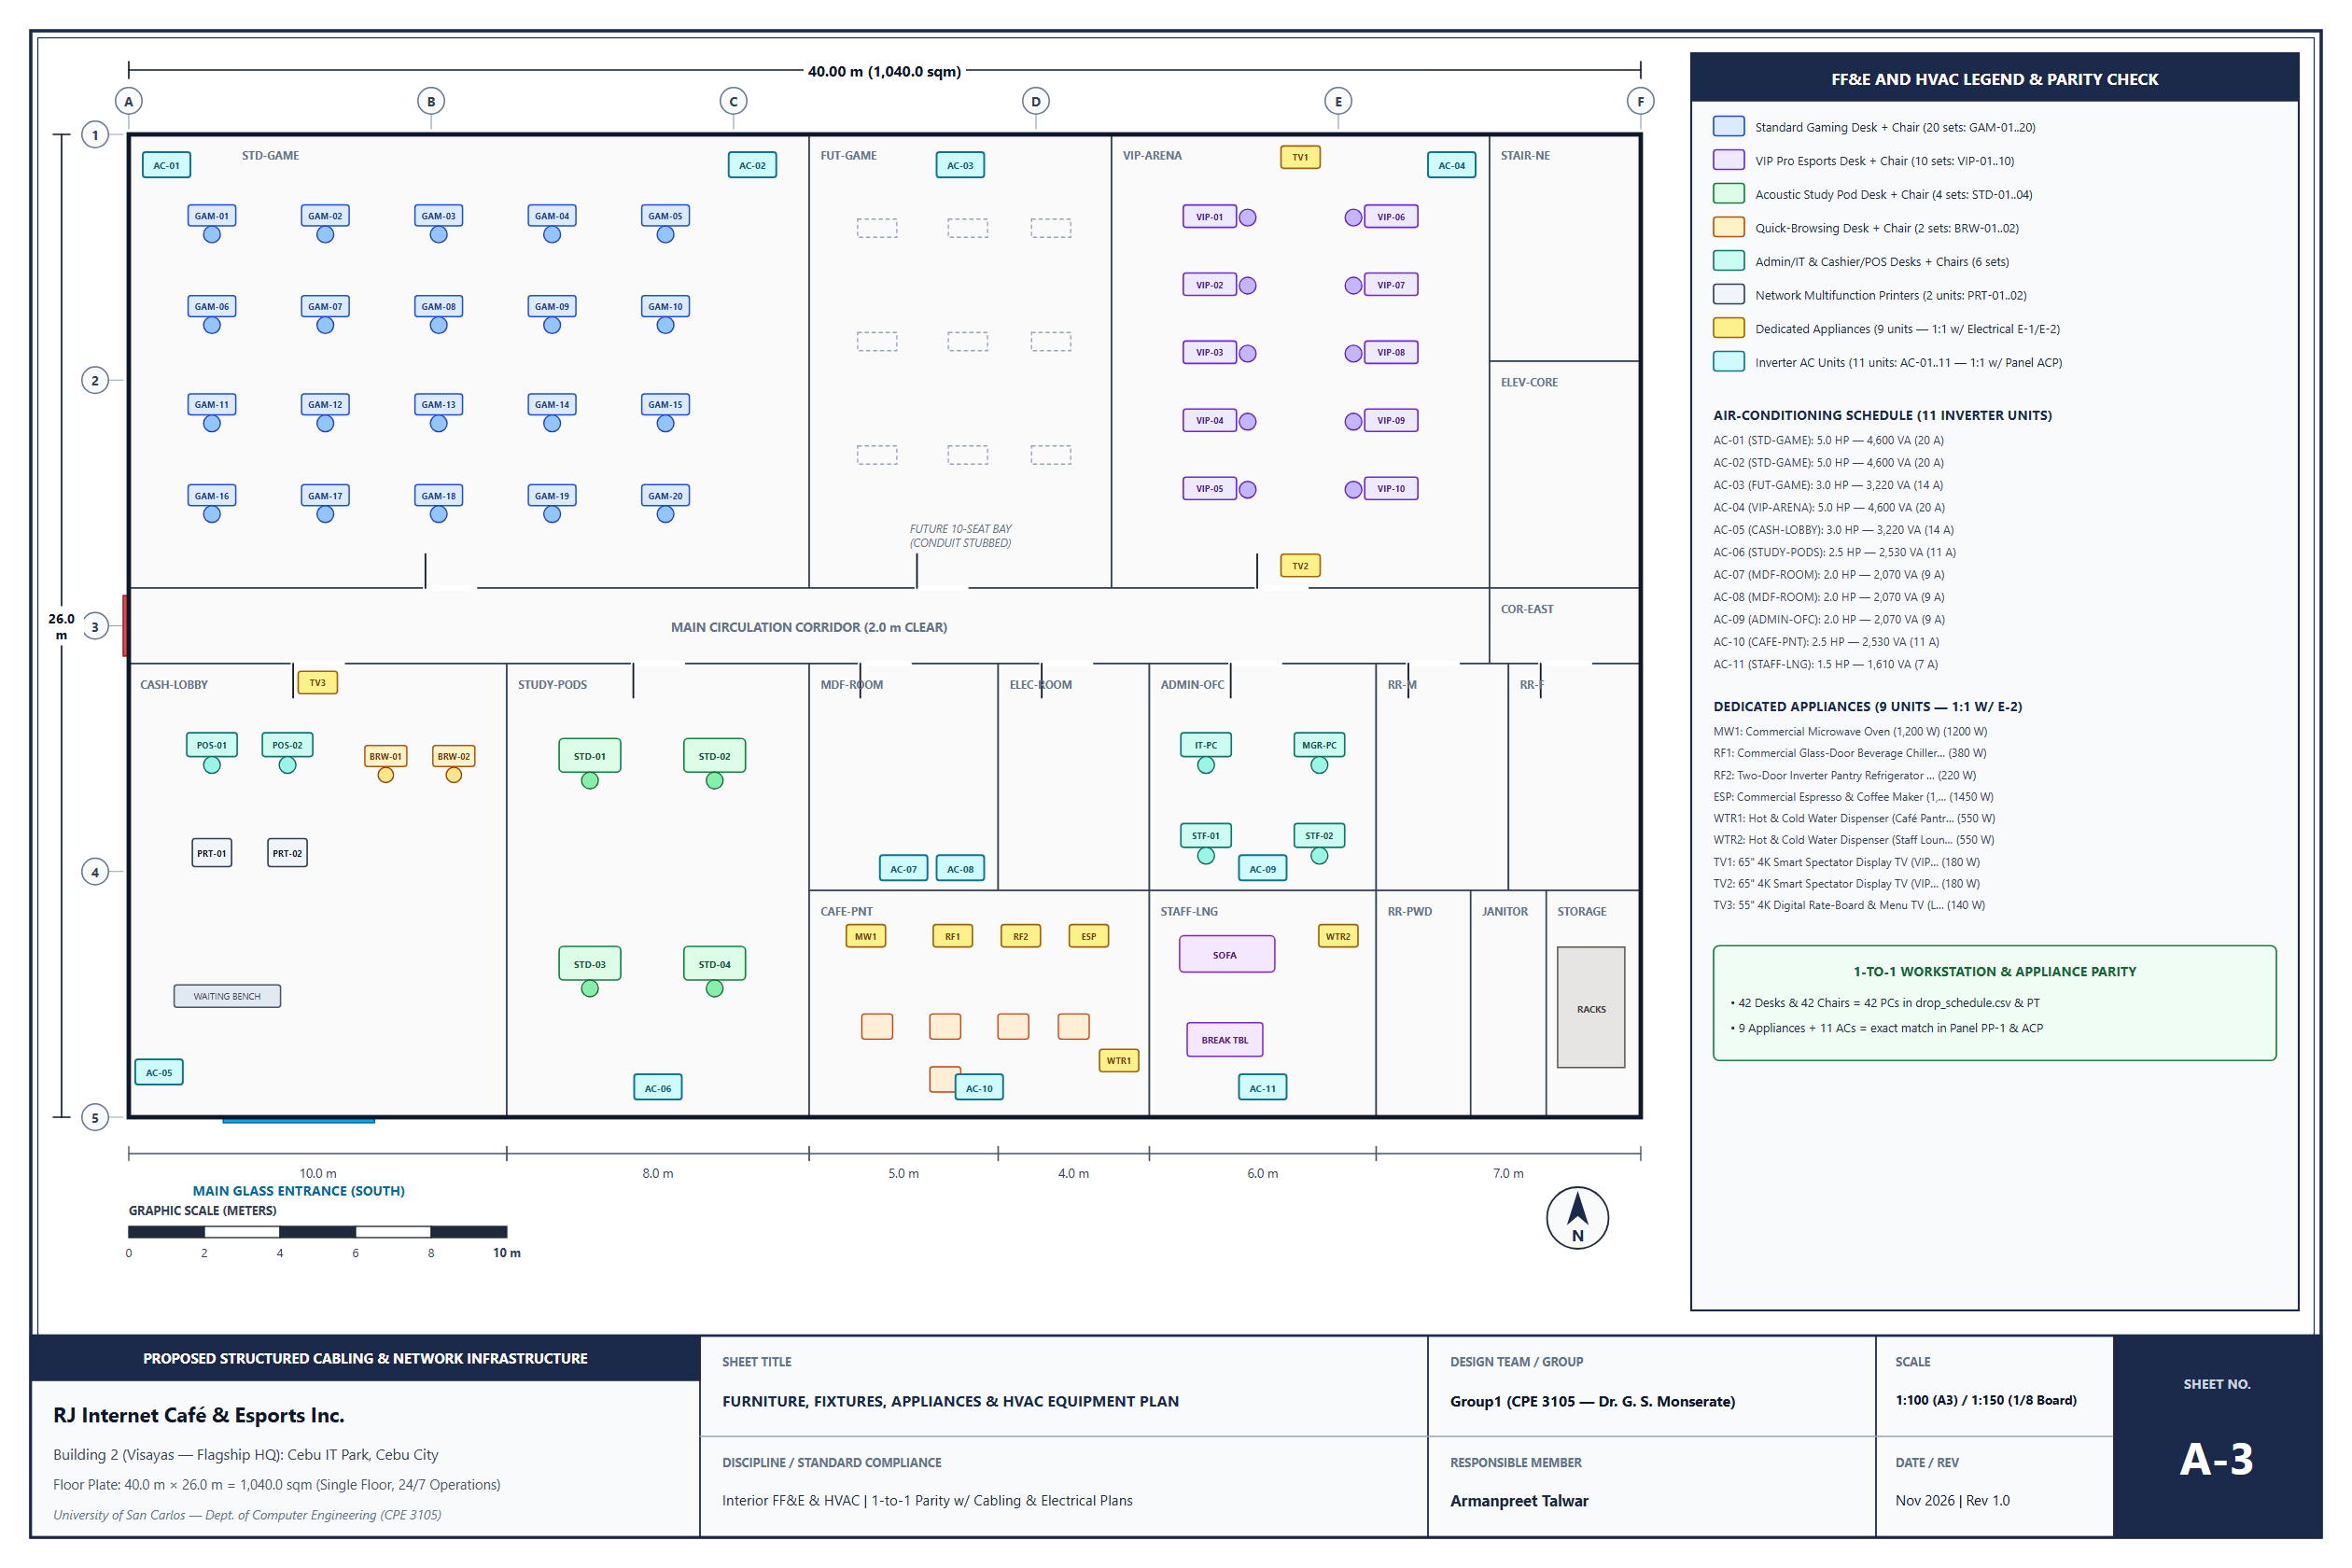 40.00 m (1,040.0 sqm)
A B C D E F
1
2
3
4
5
26.0
m
AC-01 STD-GAME AC-02 FUT-GAME AC-03 VIP-ARENA TV1 AC-04 STAIR-NE
GAM-01 GAM-02 GAM-03 GAM-04 GAM-05 VIP-01 VIP-06
VIP-02 VIP-07
GAM-06 GAM-07 GAM-08 GAM-09 GAM-10
VIP-03 VIP-08
ELEV-CORE
GAM-11 GAM-12 GAM-13 GAM-14 GAM-15
VIP-04 VIP-09
GAM-16 GAM-17 GAM-18 GAM-19 GAM-20 VIP-05 VIP-10
FUTURE 10-SEAT BAY
(CONDUIT STUBBED)
TV2
COR-EAST
MAIN CIRCULATION CORRIDOR (2.0 m CLEAR)
CASH-LOBBY TV3 STUDY-PODS MDF-ROOM ELEC-ROOM ADMIN-OFC RR-M RR-F
POS-01 POS-02 BRW-01 BRW-02 STD-01 STD-02 IT-PC MGR-PC
PRT-01 PRT-02 STF-01 STF-02
AC-07 AC-08 AC-09
CAFE-PNT STAFF-LNG RR-PWD JANITOR STORAGE
MW1 RF1 RF2 ESP WTR2
STD-03 STD-04 SOFA
WAITING BENCH RACKS
BREAK TBL
WTR1
AC-05 AC-06 AC-10 AC-11
10.0 m 8.0 m 5.0 m 4.0 m 6.0 m 7.0 m
MAIN GLASS ENTRANCE (SOUTH)
GRAPHIC SCALE (METERS)
0 2 4 6 8 10 m
N
FF&E AND HVAC LEGEND & PARITY CHECK
Standard Gaming Desk + Chair (20 sets: GAM-01..20)
VIP Pro Esports Desk + Chair (10 sets: VIP-01..10)
Acoustic Study Pod Desk + Chair (4 sets: STD-01..04)
Quick-Browsing Desk + Chair (2 sets: BRW-01..02)
Admin/IT & Cashier/POS Desks + Chairs (6 sets)
Network Multifunction Printers (2 units: PRT-01..02)
Dedicated Appliances (9 units — 1:1 w/ Electrical E-1/E-2)
Inverter AC Units (11 units: AC-01..11 — 1:1 w/ Panel ACP)
AIR-CONDITIONING SCHEDULE (11 INVERTER UNITS)
AC-01 (STD-GAME): 5.0 HP — 4,600 VA (20 A)
AC-02 (STD-GAME): 5.0 HP — 4,600 VA (20 A)
AC-03 (FUT-GAME): 3.0 HP — 3,220 VA (14 A)
AC-04 (VIP-ARENA): 5.0 HP — 4,600 VA (20 A)
AC-05 (CASH-LOBBY): 3.0 HP — 3,220 VA (14 A)
AC-06 (STUDY-PODS): 2.5 HP — 2,530 VA (11 A)
AC-07 (MDF-ROOM): 2.0 HP — 2,070 VA (9 A)
AC-08 (MDF-ROOM): 2.0 HP — 2,070 VA (9 A)
AC-09 (ADMIN-OFC): 2.0 HP — 2,070 VA (9 A)
AC-10 (CAFE-PNT): 2.5 HP — 2,530 VA (11 A)
AC-11 (STAFF-LNG): 1.5 HP — 1,610 VA (7 A)
DEDICATED APPLIANCES (9 UNITS — 1:1 W/ E-2)
MW1: Commercial Microwave Oven (1,200 W) (1200 W)
RF1: Commercial Glass-Door Beverage Chiller... (380 W)
RF2: Two-Door Inverter Pantry Refrigerator ... (220 W)
ESP: Commercial Espresso & Coffee Maker (1,... (1450 W)
WTR1: Hot & Cold Water Dispenser (Café Pantr... (550 W)
WTR2: Hot & Cold Water Dispenser (Staff Loun... (550 W)
TV1: 65" 4K Smart Spectator Display TV (VIP... (180 W)
TV2: 65" 4K Smart Spectator Display TV (VIP... (180 W)
TV3: 55" 4K Digital Rate-Board & Menu TV (L... (140 W)
1-TO-1 WORKSTATION & APPLIANCE PARITY
• 42 Desks & 42 Chairs = 42 PCs in drop_schedule.csv & PT
• 9 Appliances + 11 ACs = exact match in Panel PP-1 & ACP
PROPOSED STRUCTURED CABLING & NETWORK INFRASTRUCTURE
RJ Internet Café & Esports Inc.
Building 2 (Visayas — Flagship HQ): Cebu IT Park, Cebu City
Floor Plate: 40.0 m × 26.0 m = 1,040.0 sqm (Single Floor, 24/7 Operations)
University of San Carlos — Dept. of Computer Engineering (CPE 3105)
SHEET TITLE
FURNITURE, FIXTURES, APPLIANCES & HVAC EQUIPMENT PLAN
DISCIPLINE / STANDARD COMPLIANCE
Interior FF&E & HVAC | 1-to-1 Parity w/ Cabling & Electrical Plans
DESIGN TEAM / GROUP
Group1 (CPE 3105 — Dr. G. S. Monserate)
RESPONSIBLE MEMBER
Armanpreet Talwar
SCALE
1:100 (A3) / 1:150 (1/8 Board)
DATE / REV
Nov 2026 | Rev 1.0
SHEET NO.
A-3